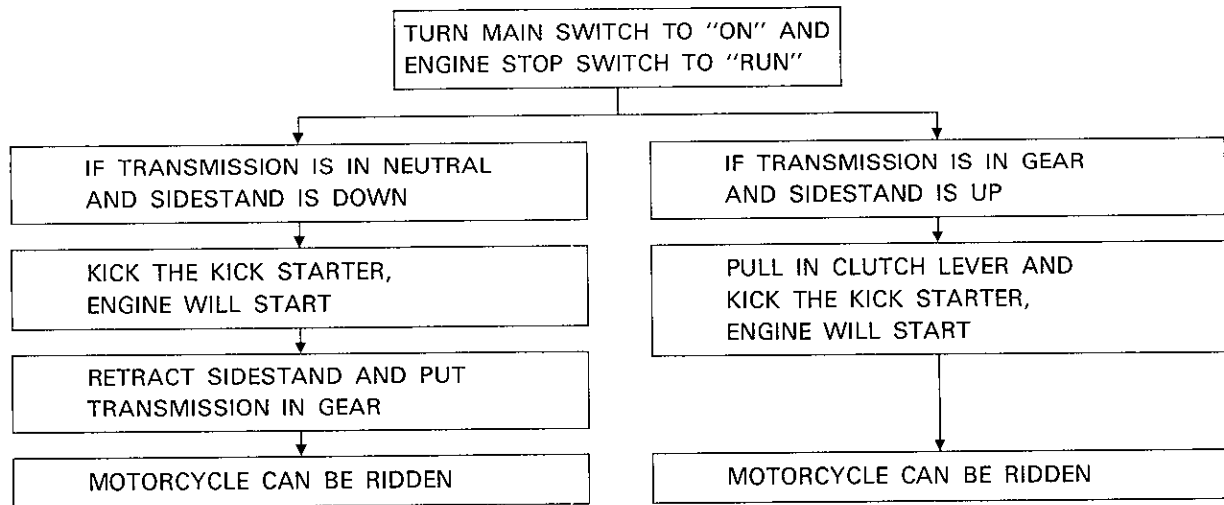 TURN MAIN SWITCH TO "ON" AND
ENGINE STOP SWITCH TO "RUN"
IF TRANSMISSION IS IN NEUTRAL
AND SIDESTAND IS DOWN
KICK THE KICK STARTER,
ENGINE WILL START
RETRACT SIDESTAND AND PUT
TRANSMISSION IN GEAR
MOTORCYCLE CAN BE RIDDEN
IF TRANSMISSION IS IN GEAR
AND SIDESTAND IS UP
PULL IN CLUTCH LEVER AND
KICK THE KICK STARTER,
ENGINE WILL START
MOTORCYCLE CAN BE RIDDEN